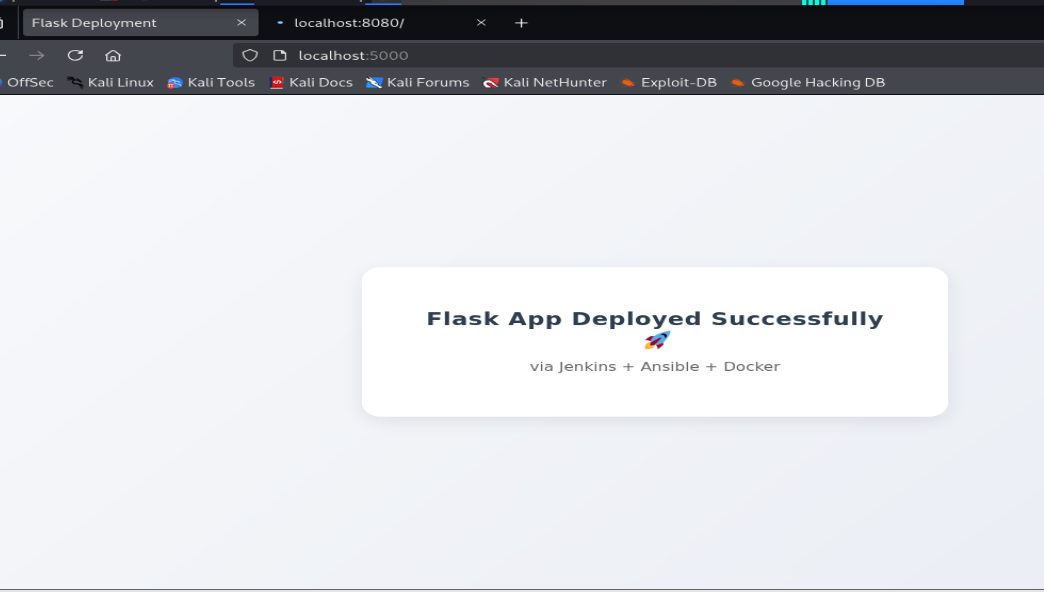 Flask Deployment
localhost:8080/
localhost:5000
OffSec Kali Linux Kali Tools Kali Docs Kali Forums Kali NetHunter Exploit-DB Google Hacking DB
Flask App Deployed Successfully
🚀
via Jenkins + Ansible + Docker